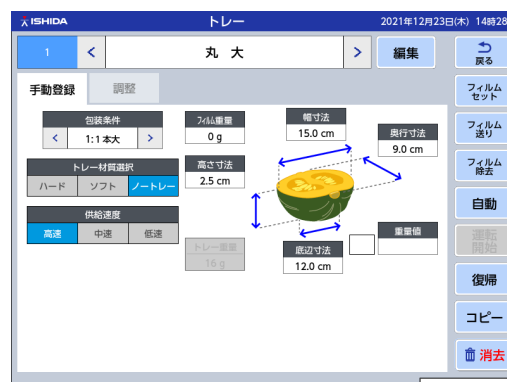 ISHIDA
トレー
2021年12月23日(木) 14時28
1
<
丸 大
>
編集
戻る
手動登録
調整
フィルム
セット
包装条件
<
1:1 本大
>
フィルム重量
0 g
幅寸法
15.0 cm
奥行寸法
9.0 cm
フィルム
送り
トレー材質選択
ハード
ソフト
ノートレー
高さ寸法
2.5 cm
フィルム
除去
供給速度
高速
中速
低速
自動
トレー重量
16 g
底辺寸法
12.0 cm
重量値
運転
開始
復帰
コピー
消去